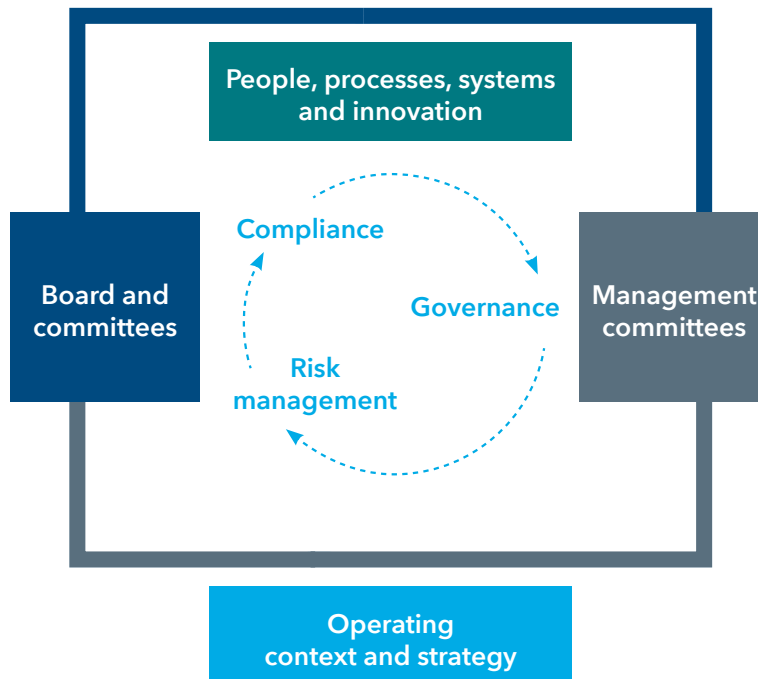 People, processes, systems
and innovation
Compliance
Board and
committees
Governance
Management
committees
Risk
management
Operating
context and strategy